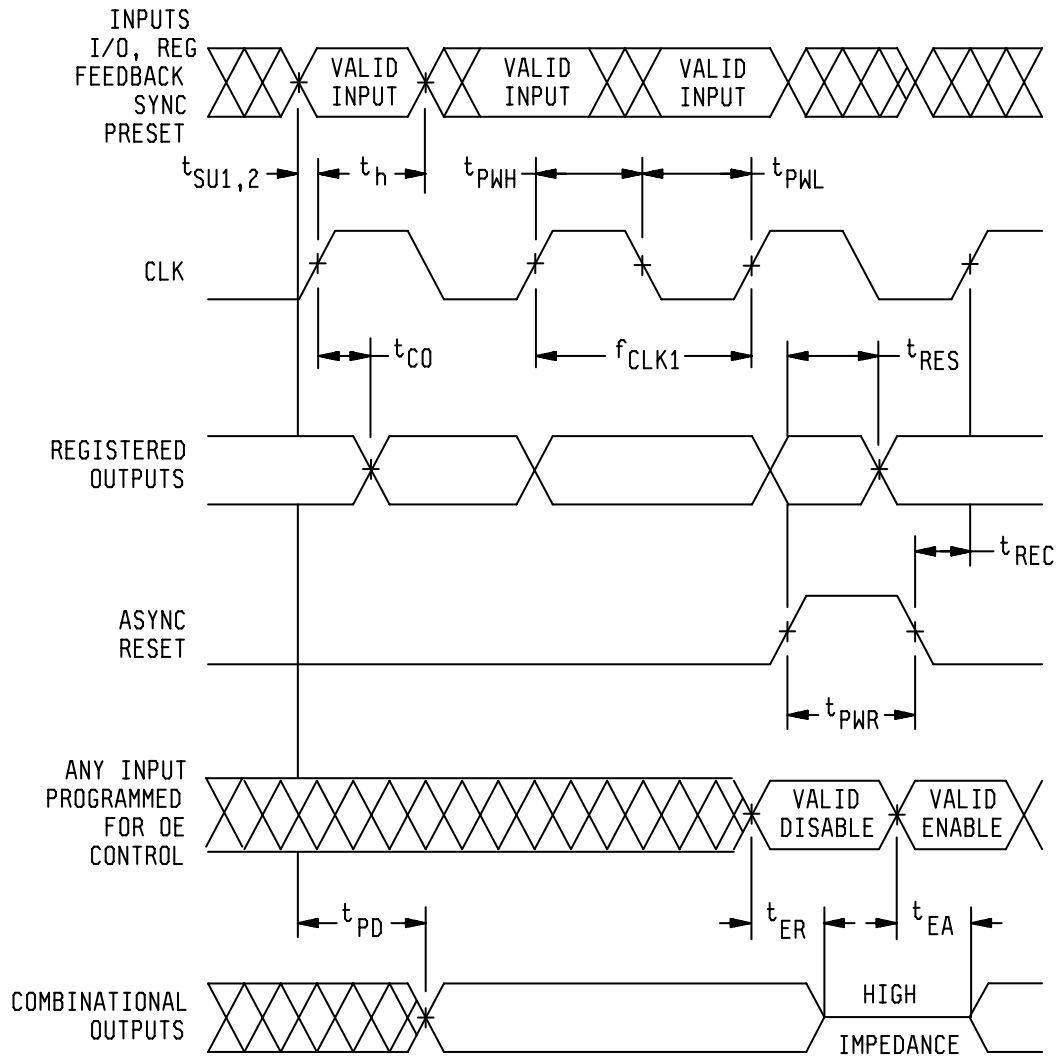 INPUTS
I/O, REG
FEEDBACK
SYNC
PRESET
VALID
INPUT
VALID
INPUT
VALID
INPUT
tSU1,2
th
tPWH
tPWL
CLK
tCO
fCLK1
tRES
REGISTERED
OUTPUTS
tREC
ASYNC
RESET
tPWR
ANY INPUT
PROGRAMMED
FOR OE
CONTROL
VALID
DISABLE
VALID
ENABLE
tPD
tER
tEA
COMBINATIONAL
OUTPUTS
HIGH
IMPEDANCE